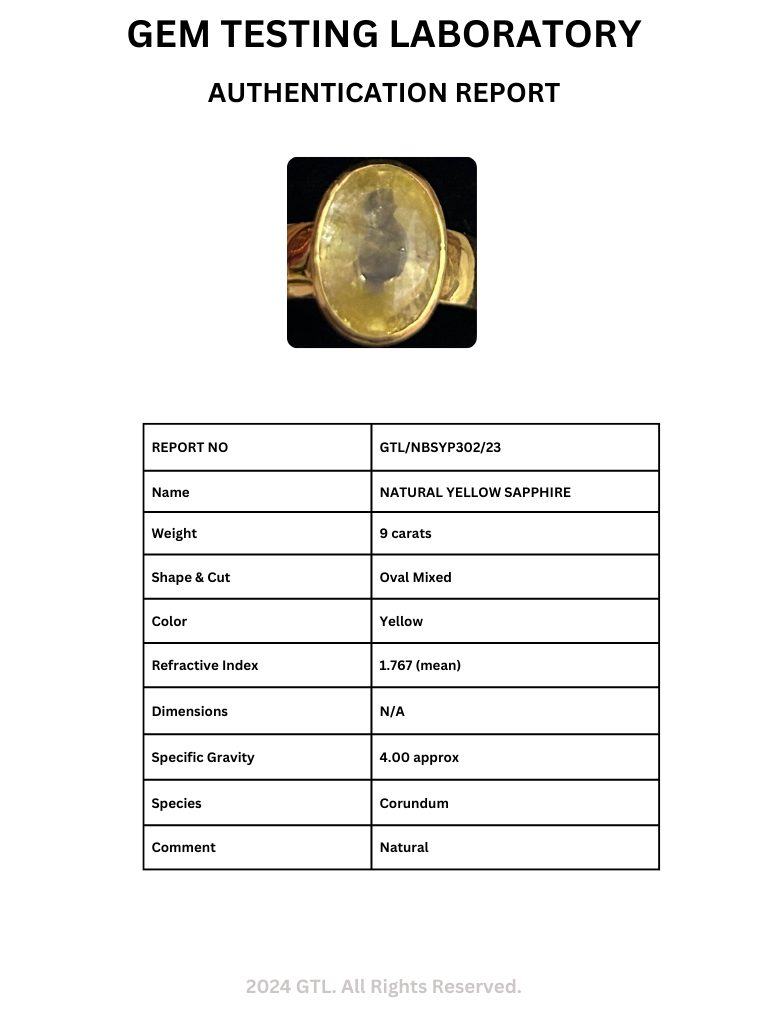 GEM TESTING LABORATORY
AUTHENTICATION REPORT
REPORT NO GTL/NBSYP302/23
Name NATURAL YELLOW SAPPHIRE
Weight 9 carats
Shape & Cut Oval Mixed
Color Yellow
Refractive Index 1.767 (mean)
Dimensions N/A
Specific Gravity 4.00 approx
Species Corundum
Comment Natural
2024 GTL. All Rights Reserved.